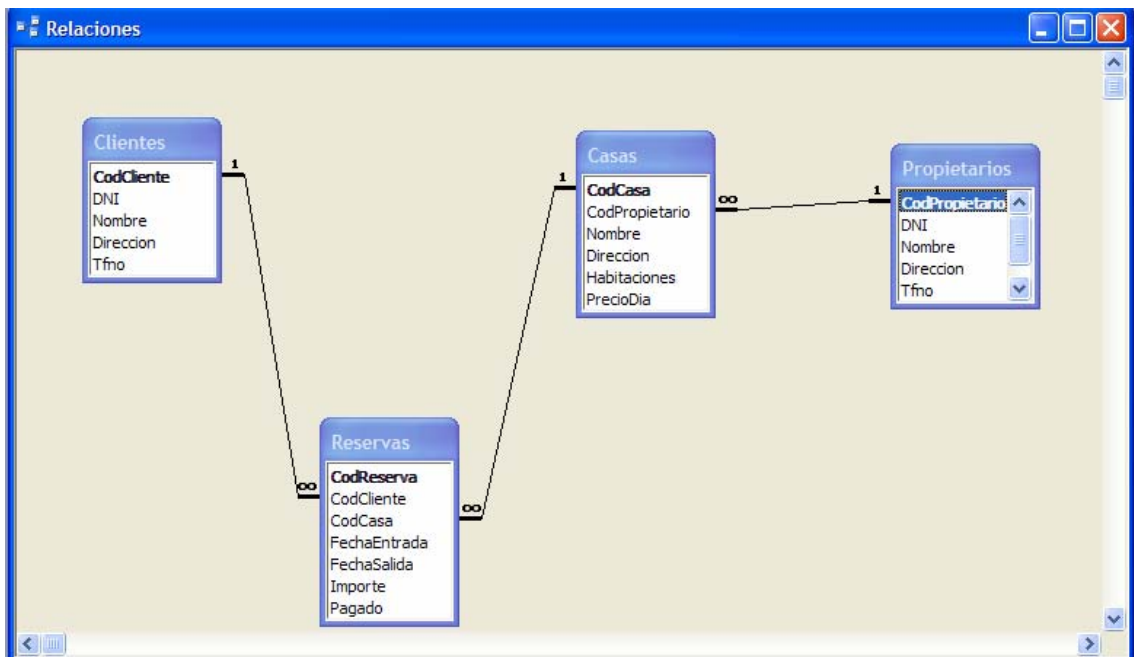 Relaciones
Clientes
CodCliente
DNI
Nombre
Direccion
Tfno
1
∞
Casas
CodCasa
CodPropietario
Nombre
Direccion
Habitaciones
PrecioDia
1
∞
Propietarios
CodPropietario
DNI
Nombre
Direccion
Tfno
1
Reservas
CodReserva
CodCliente
CodCasa
FechaEntrada
FechaSalida
Importe
Pagado
∞